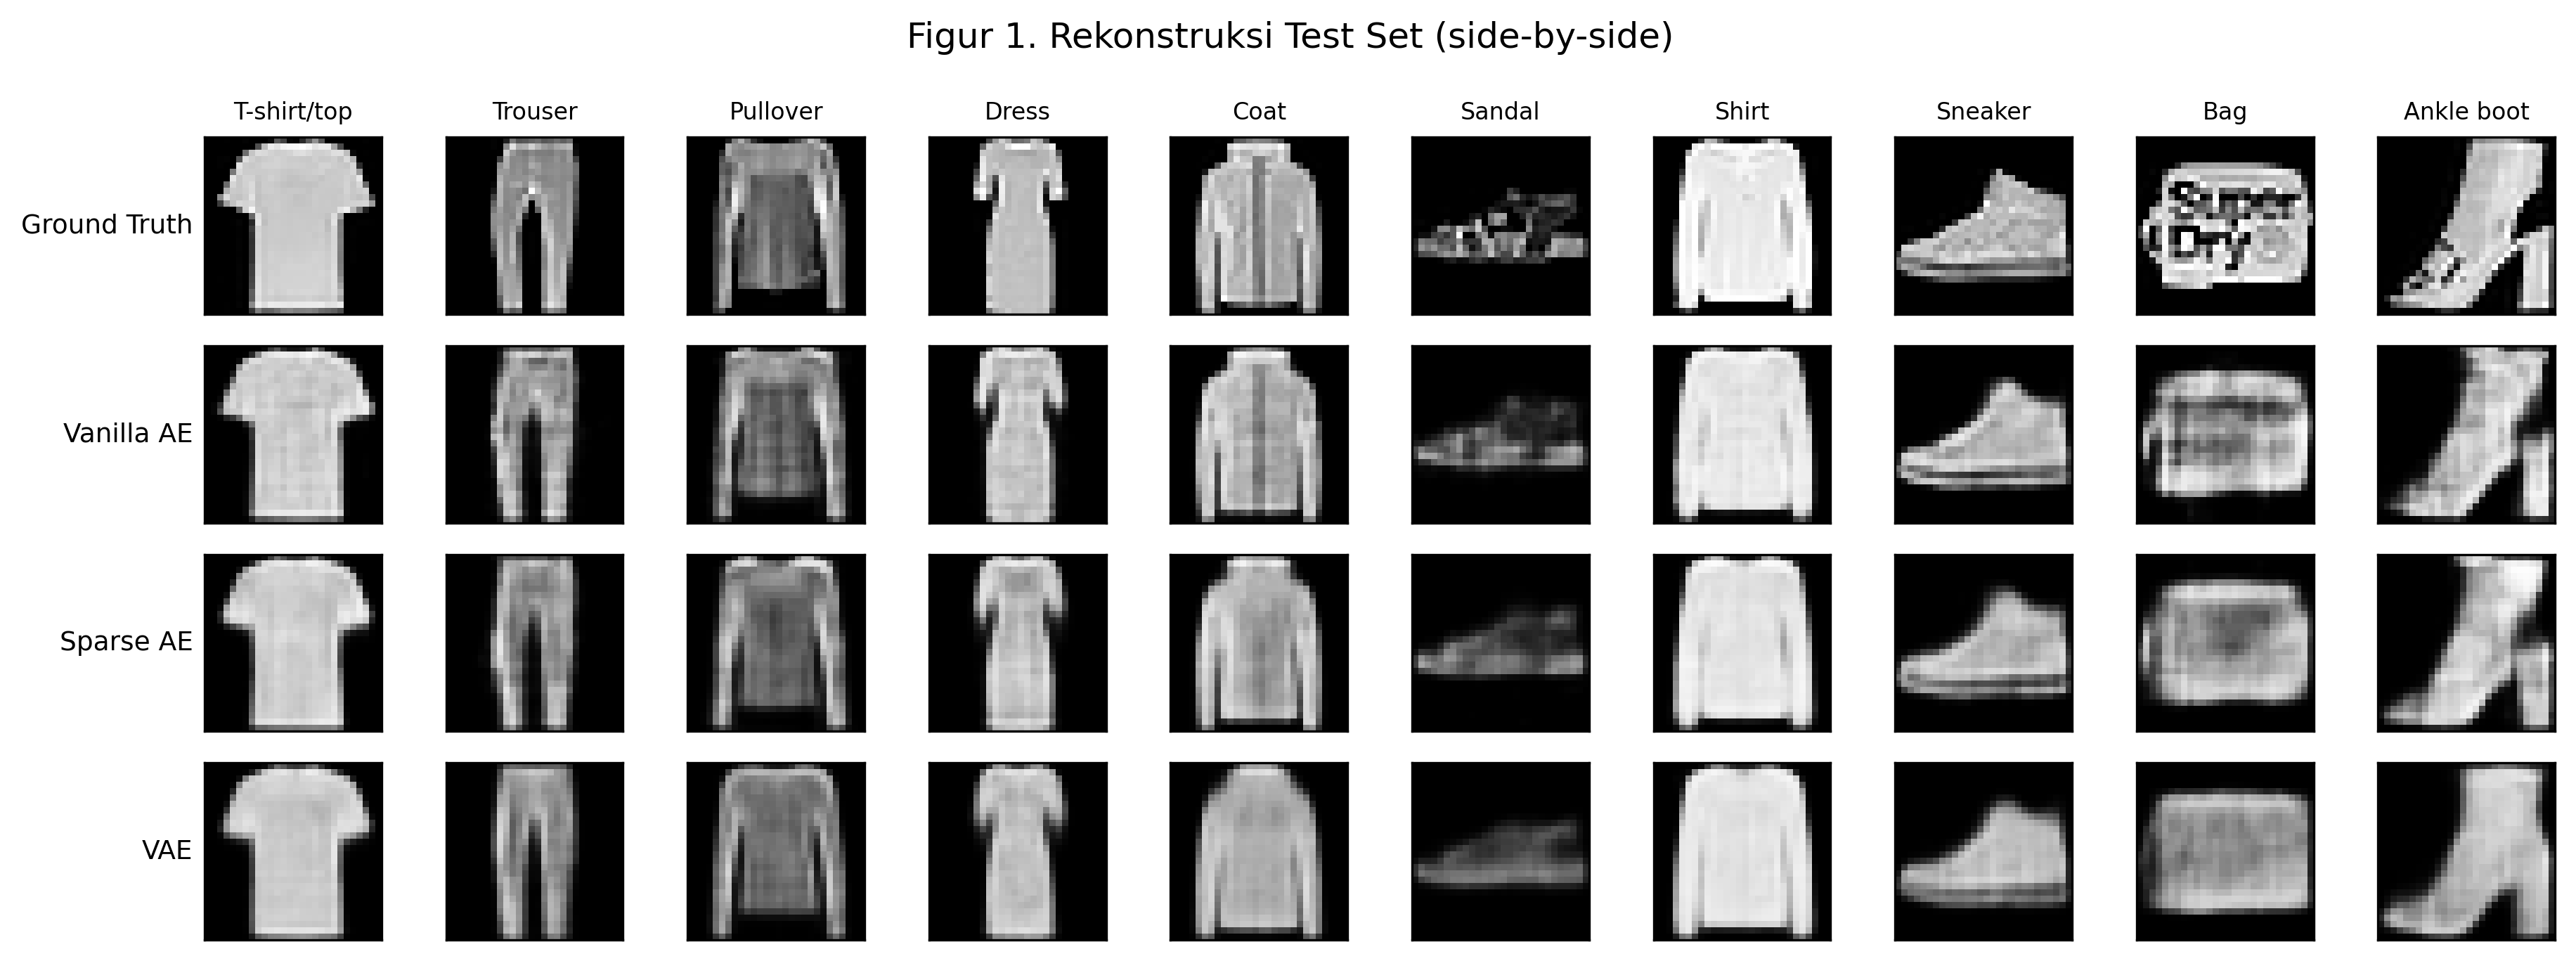 Figur 1. Rekonstruksi Test Set (side-by-side)
T-shirt/top Trouser Pullover Dress Coat Sandal Shirt Sneaker Bag Ankle boot
Ground Truth
Super
Dry
Vanilla AE
Sparse AE
VAE